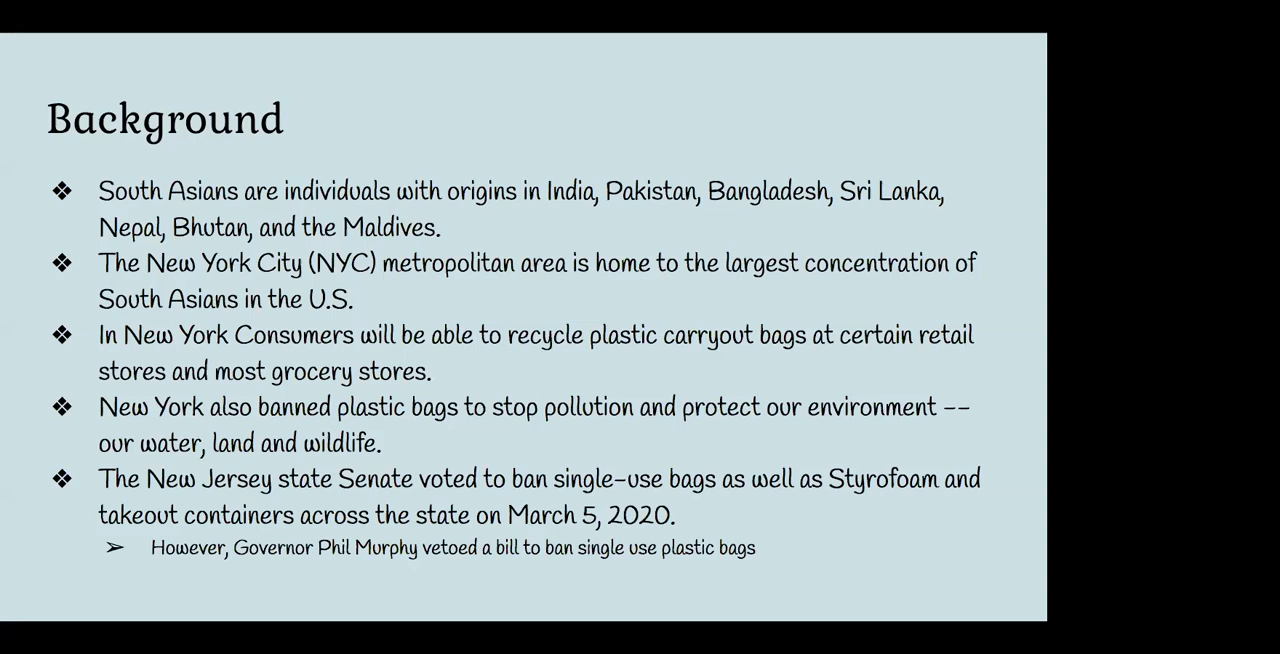 Background
❖ South Asians are individuals with origins in India, Pakistan, Bangladesh, Sri Lanka,
Nepal, Bhutan, and the Maldives.
❖ The New York City (NYC) metropolitan area is home to the largest concentration of
South Asians in the U.S.
❖ In New York Consumers will be able to recycle plastic carryout bags at certain retail
stores and most grocery stores.
❖ New York also banned plastic bags to stop pollution and protect our environment --
our water, land and wildlife.
❖ The New Jersey state Senate voted to ban single-use bags as well as Styrofoam and
takeout containers across the state on March 5, 2020.
➢ However, Governor Phil Murphy vetoed a bill to ban single use plastic bags